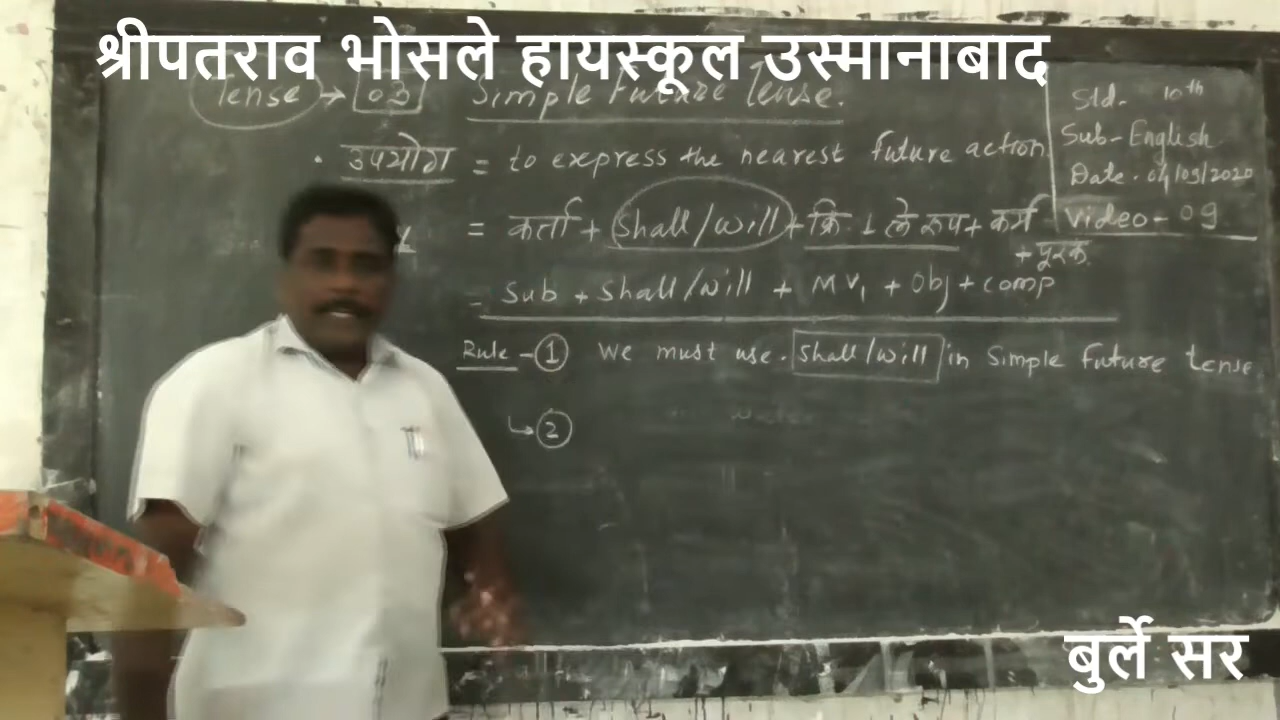 श्रीपतराव भोसले हायस्कूल उस्मानाबाद
Tense → 03 Simple Future Tense.
Std. 10th
Sub-English
Date. 01/09/2020
Video-09
• उपयोग = to express the nearest future action
= कर्ता + Shall/will + क्रि. 1 ले रूप + कर्म
+ पुरक
= Sub + Shall/will + MV1 + Obj + comp
Rule - 1 We must use. Shall/will in Simple Future tense
↳ 2
बुर्ले सर